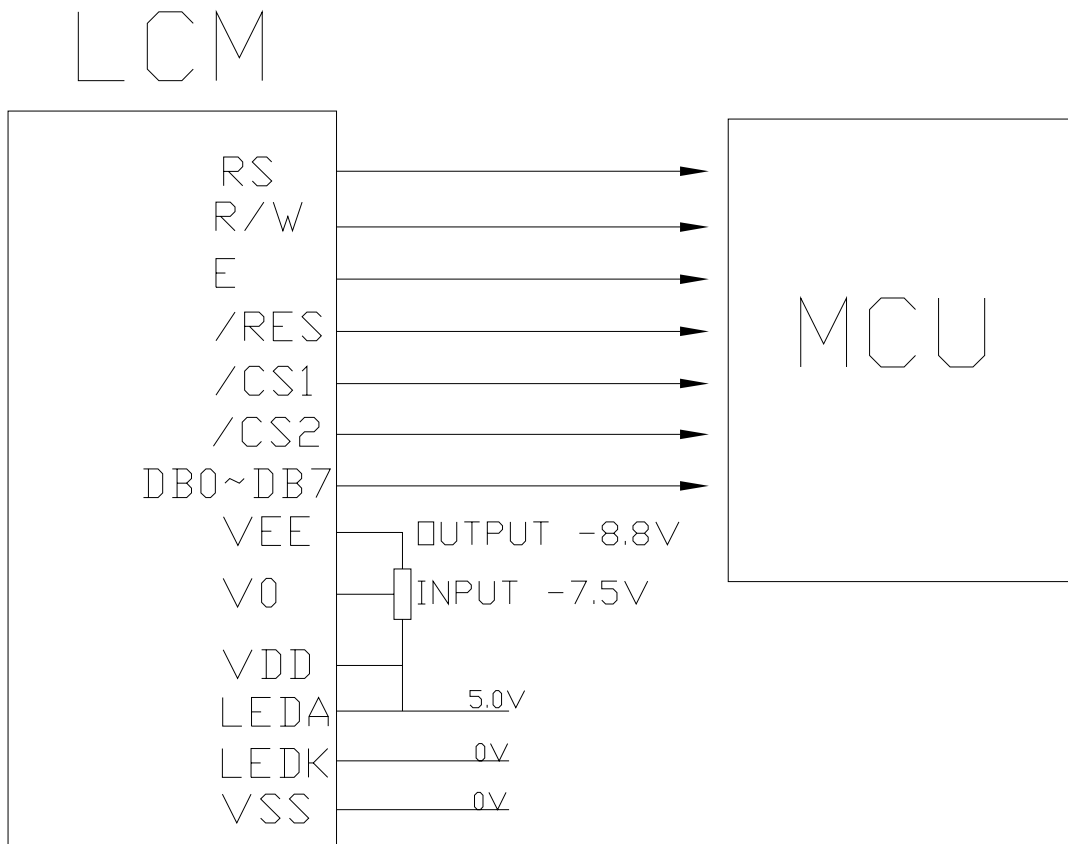 LCM
RS
R/W
E
/RES
/CS1
/CS2
DB0~DB7
VEE OUTPUT -8.8V
V0 INPUT -7.5V
VDD
LEDA 5.0V
LEDK 0V
VSS 0V
MCU